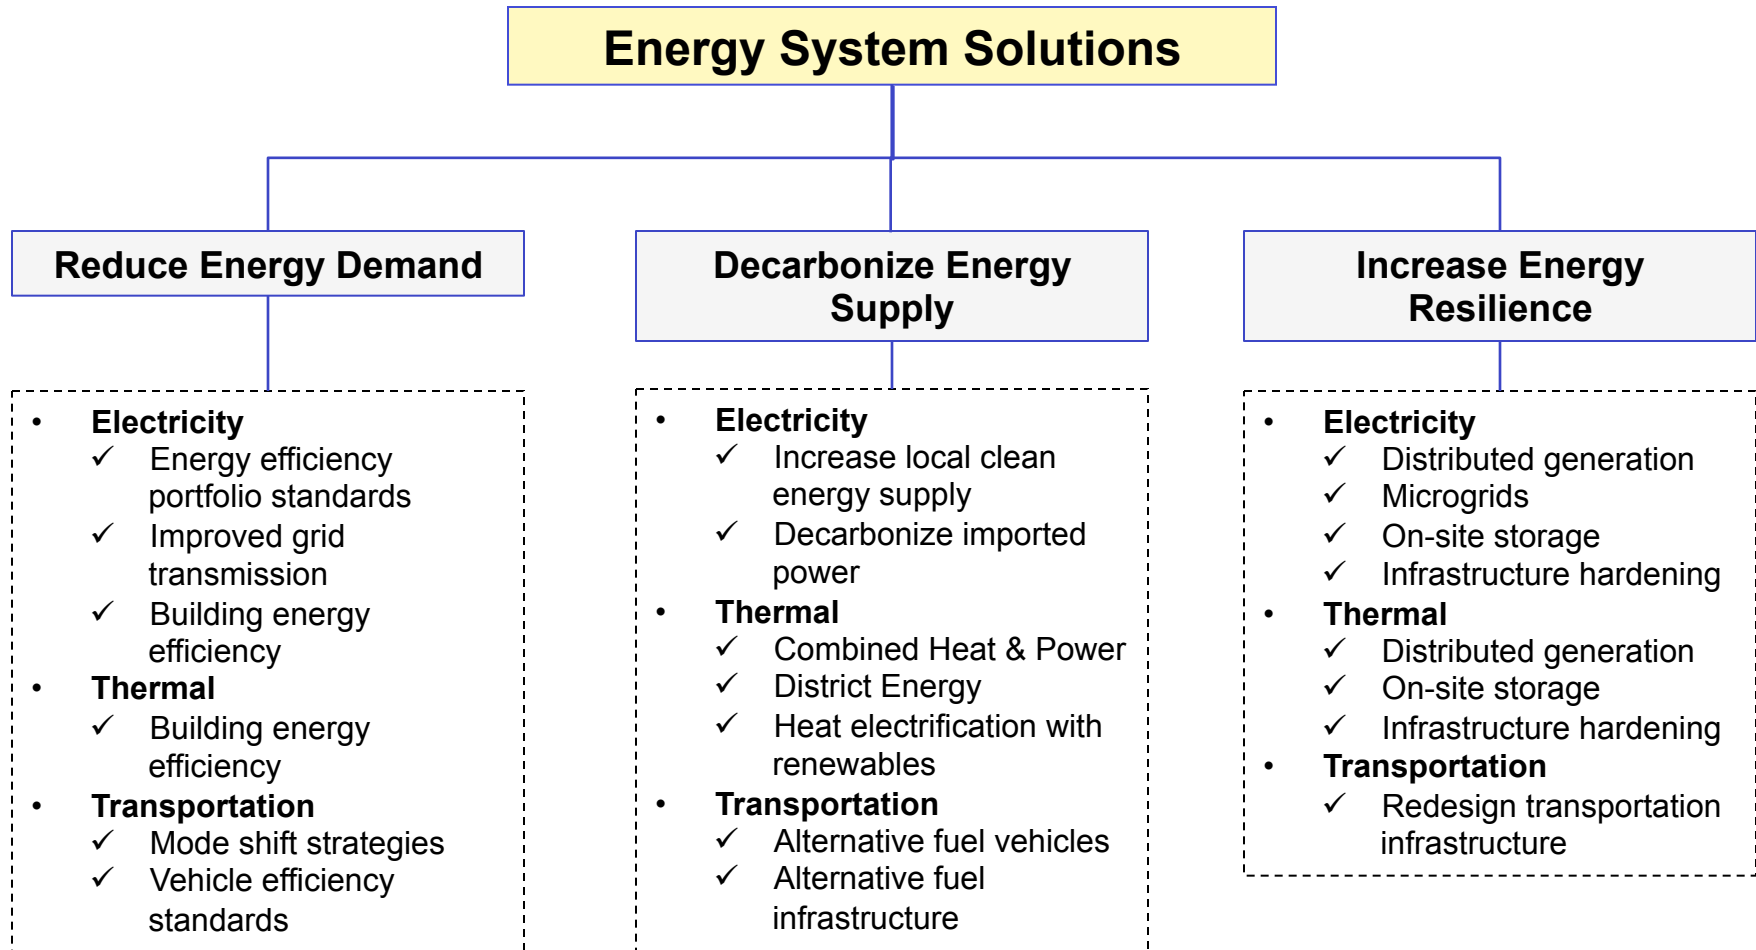 Energy System Solutions
Reduce Energy Demand
• Electricity
✓ Energy efficiency
portfolio standards
✓ Improved grid
transmission
✓ Building energy
efficiency
• Thermal
✓ Building energy
efficiency
• Transportation
✓ Mode shift strategies
✓ Vehicle efficiency
standards
Decarbonize Energy
Supply
• Electricity
✓ Increase local clean
energy supply
✓ Decarbonize imported
power
• Thermal
✓ Combined Heat & Power
✓ District Energy
✓ Heat electrification with
renewables
• Transportation
✓ Alternative fuel vehicles
✓ Alternative fuel
infrastructure
Increase Energy
Resilience
• Electricity
✓ Distributed generation
✓ Microgrids
✓ On-site storage
✓ Infrastructure hardening
• Thermal
✓ Distributed generation
✓ On-site storage
✓ Infrastructure hardening
• Transportation
✓ Redesign transportation
infrastructure